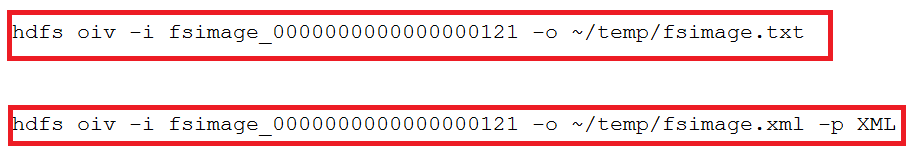 hdfs oiv –i fsimage_0000000000000000121 –o ~/temp/fsimage.txt
hdfs oiv –i fsimage_0000000000000000121 –o ~/temp/fsimage.xml –p XML